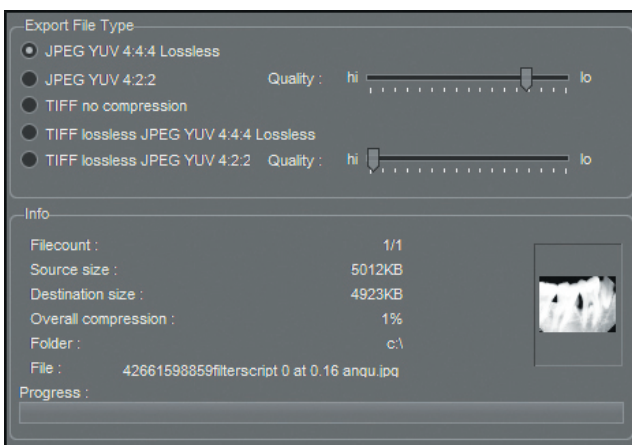 Export File Type
JPEG YUV 4:4:4 Lossless
JPEG YUV 4:2:2 Quality : hi lo
TIFF no compression
TIFF lossless JPEG YUV 4:4:4 Lossless
TIFF lossless JPEG YUV 4:2:2 Quality : hi lo
Info
Filecount : 1/1
Source size : 5012KB
Destination size : 4923KB
Overall compression : 1%
Folder : c:\
File : 42661598859filterscript 0 at 0.16 angu.jpg
Progress :